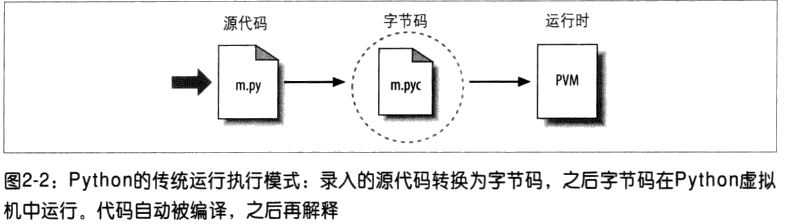 源代码 字节码 运行时
m.py m.pyc PVM
图2-2：Python的传统运行执行模式：录入的源代码转换为字节码，之后字节码在Python虚拟
机中运行。代码自动被编译，之后再解释